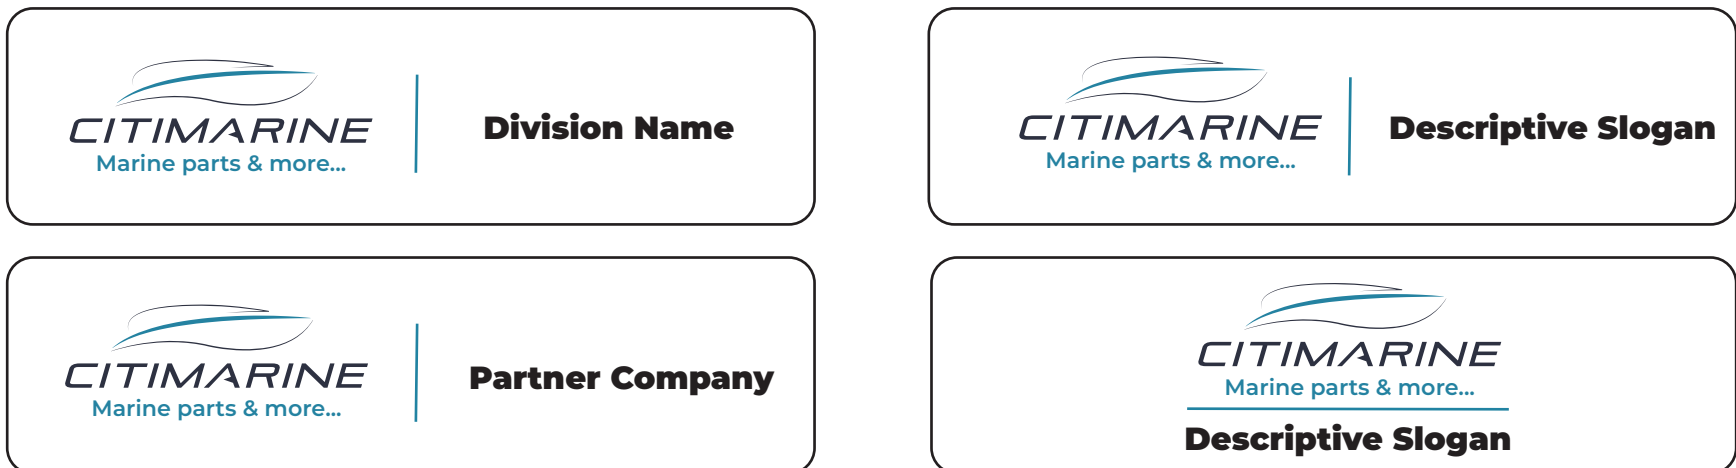 CITIMARINE
Marine parts & more...
Division Name
CITIMARINE
Marine parts & more...
Descriptive Slogan
CITIMARINE
Marine parts & more...
Partner Company
CITIMARINE
Marine parts & more...
Descriptive Slogan